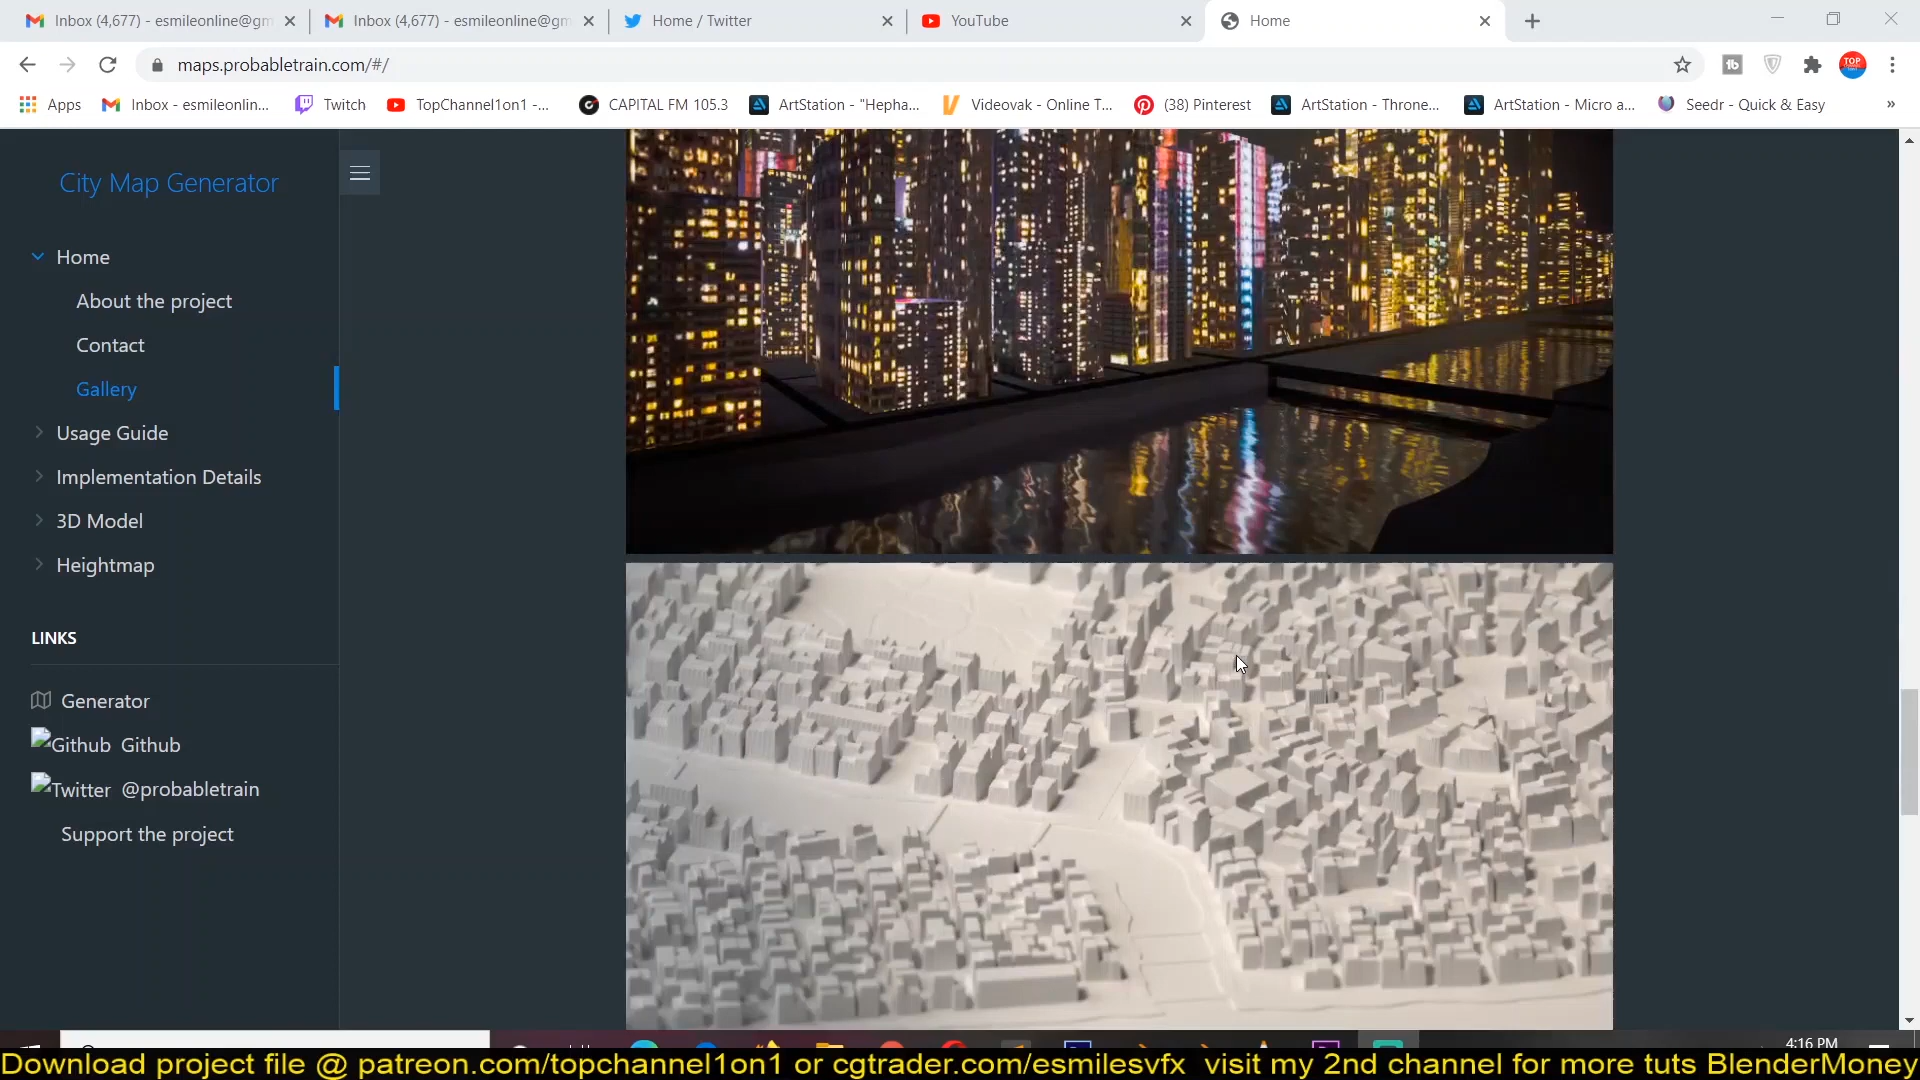 Inbox (4,677) - esmileonline@gm
Inbox (4,677) - esmileonline@gm
Home / Twitter
YouTube
Home
maps.probabletrain.com/#/
TOP
Apps
Inbox - esmileonlin...
Twitch
TopChannel1on1 -...
CAPITAL FM 105.3
ArtStation - "Hepha...
Videovak - Online T...
(38) Pinterest
ArtStation - Throne...
ArtStation - Micro a...
Seedr - Quick & Easy
»
City Map Generator
Home
About the project
Contact
Gallery
Usage Guide
Implementation Details
3D Model
Heightmap
LINKS
Generator
Github Github
Twitter @probabletrain
Support the project
4:16 PM
Download project file @ patreon.com/topchannel1on1 or cgtrader.com/esmilesvfx visit my 2nd channel for more tuts BlenderMoney